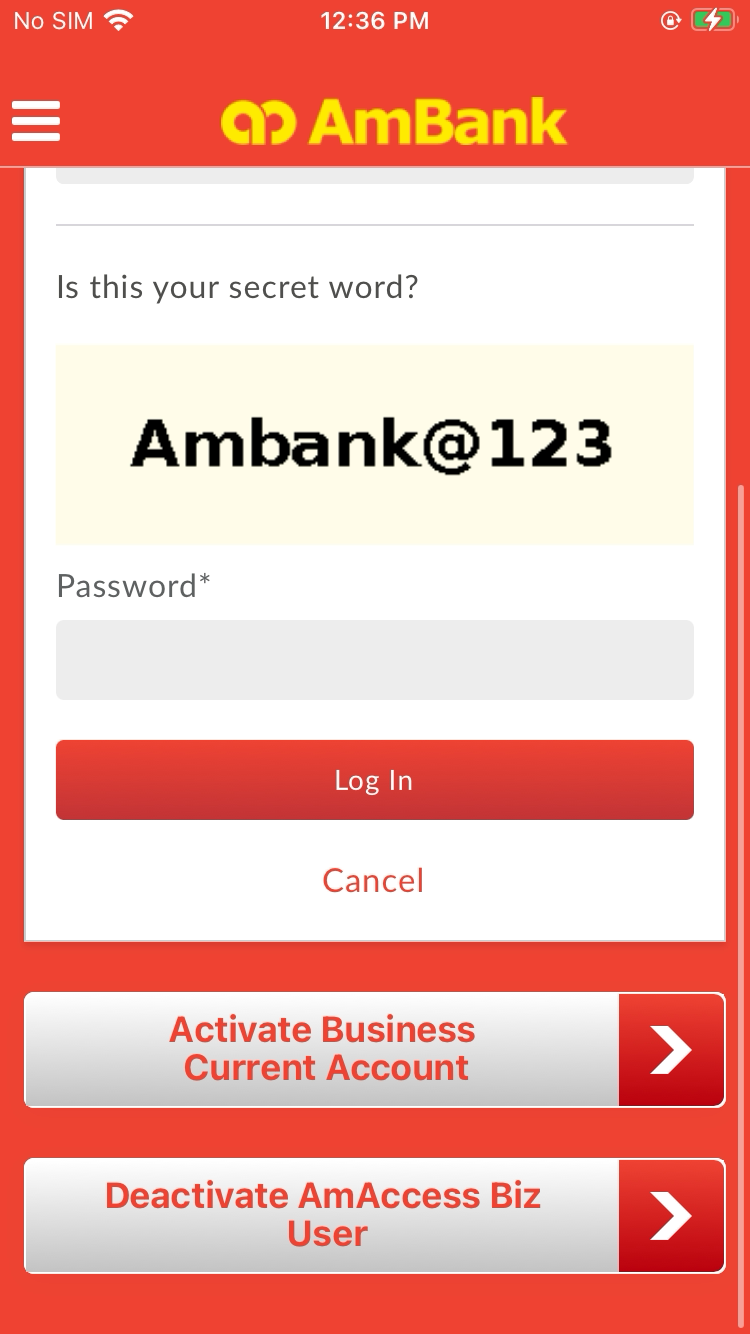 No SIM 12:36 PM
AmBank
Is this your secret word?
Ambank@123
Password*
Log In
Cancel
Activate Business
Current Account
Deactivate AmAccess Biz
User